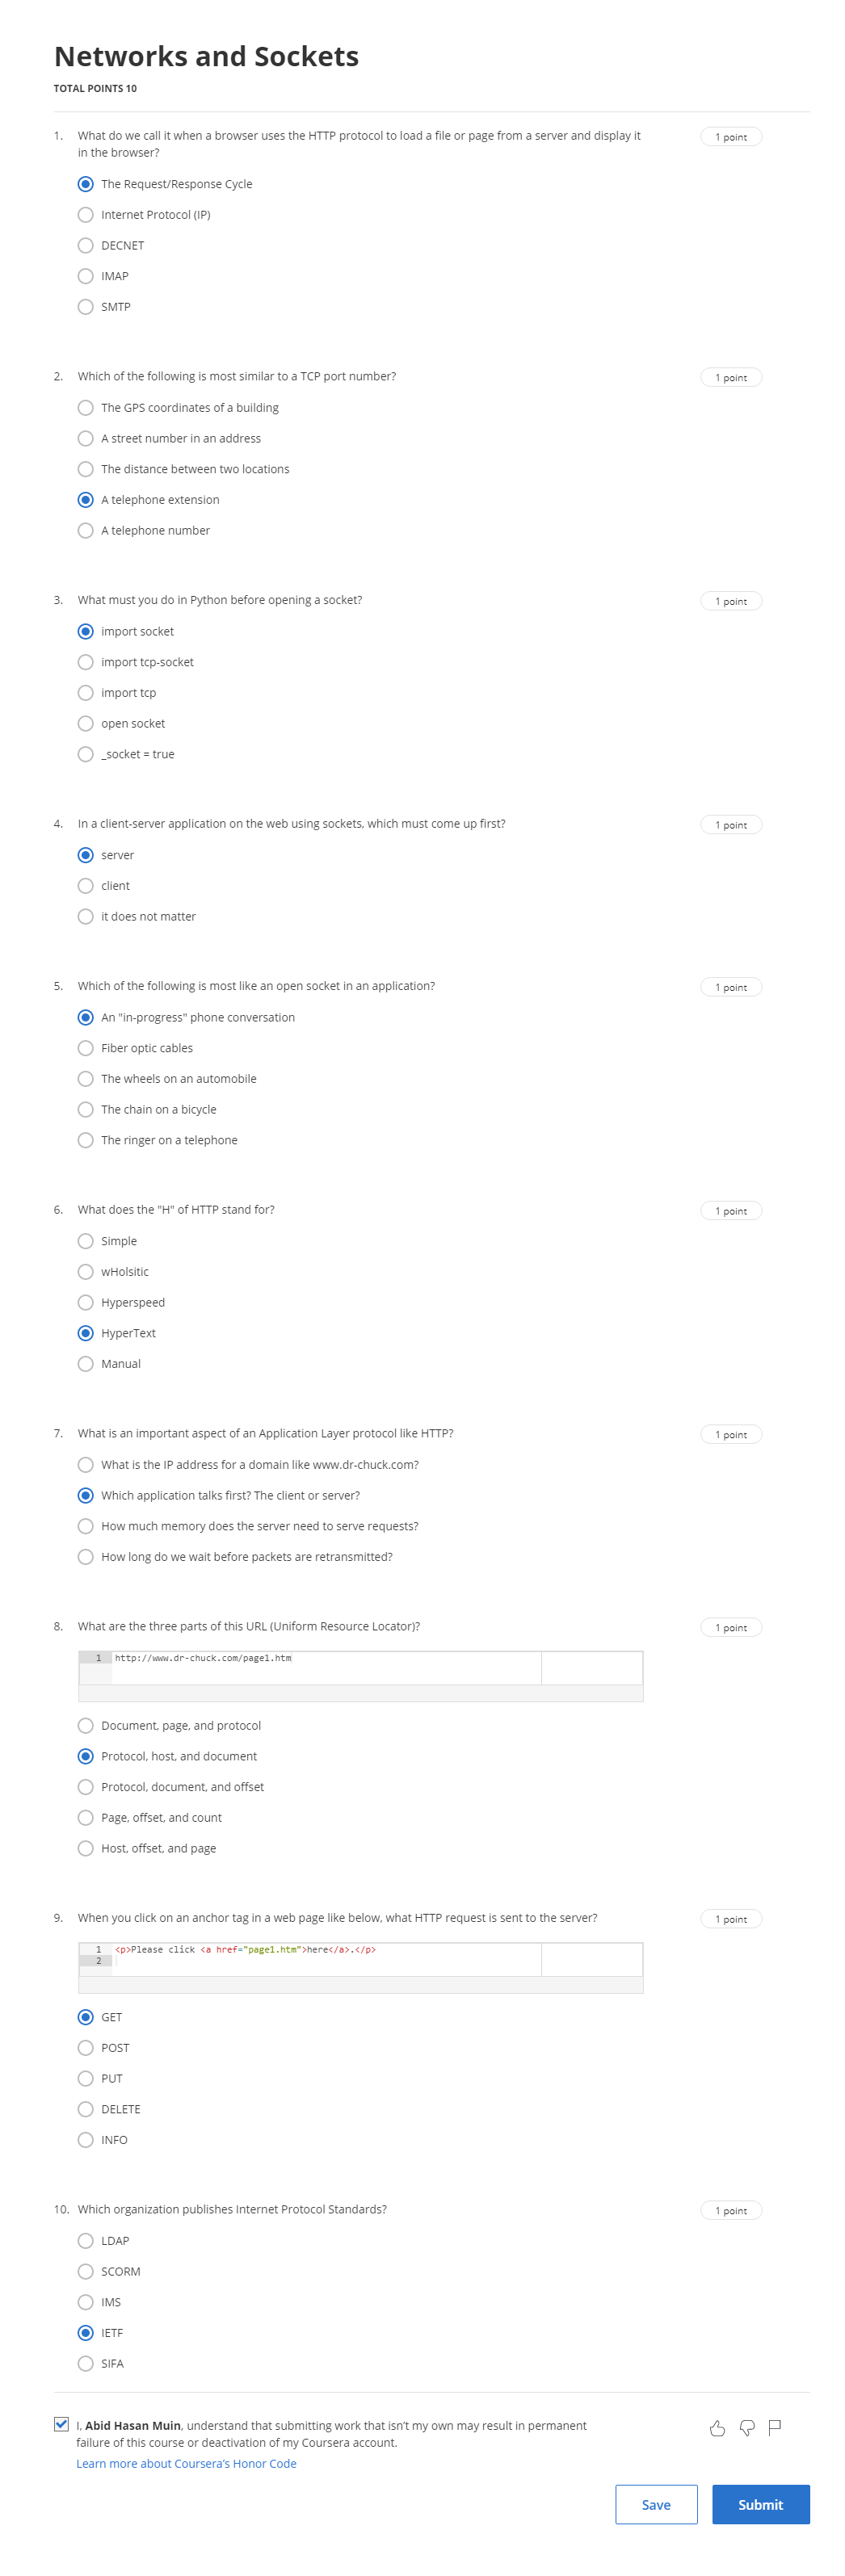 Networks and Sockets
TOTAL POINTS 10
1. What do we call it when a browser uses the HTTP protocol to load a file or page from a server and display it 1 point
in the browser?
The Request/Response Cycle
Internet Protocol (IP)
DECNET
IMAP
SMTP
2. Which of the following is most similar to a TCP port number? 1 point
The GPS coordinates of a building
A street number in an address
The distance between two locations
A telephone extension
A telephone number
3. What must you do in Python before opening a socket? 1 point
import socket
import tcp-socket
import tcp
open socket
_socket = true
4. In a client-server application on the web using sockets, which must come up first? 1 point
server
client
it does not matter
5. Which of the following is most like an open socket in an application? 1 point
An "in-progress" phone conversation
Fiber optic cables
The wheels on an automobile
The chain on a bicycle
The ringer on a telephone
6. What does the "H" of HTTP stand for? 1 point
Simple
wHolsitic
Hyperspeed
HyperText
Manual
7. What is an important aspect of an Application Layer protocol like HTTP? 1 point
What is the IP address for a domain like www.dr-chuck.com?
Which application talks first? The client or server?
How much memory does the server need to serve requests?
How long do we wait before packets are retransmitted?
8. What are the three parts of this URL (Uniform Resource Locator)? 1 point
1 http://www.dr-chuck.com/page1.htm
Document, page, and protocol
Protocol, host, and document
Protocol, document, and offset
Page, offset, and count
Host, offset, and page
9. When you click on an anchor tag in a web page like below, what HTTP request is sent to the server? 1 point
1 <p>Please click <a href="page1.htm">here</a>.</p>
2
GET
POST
PUT
DELETE
INFO
10. Which organization publishes Internet Protocol Standards? 1 point
LDAP
SCORM
IMS
IETF
SIFA
I, Abid Hasan Muin, understand that submitting work that isn't my own may result in permanent
failure of this course or deactivation of my Coursera account.
Learn more about Coursera's Honor Code
Save Submit